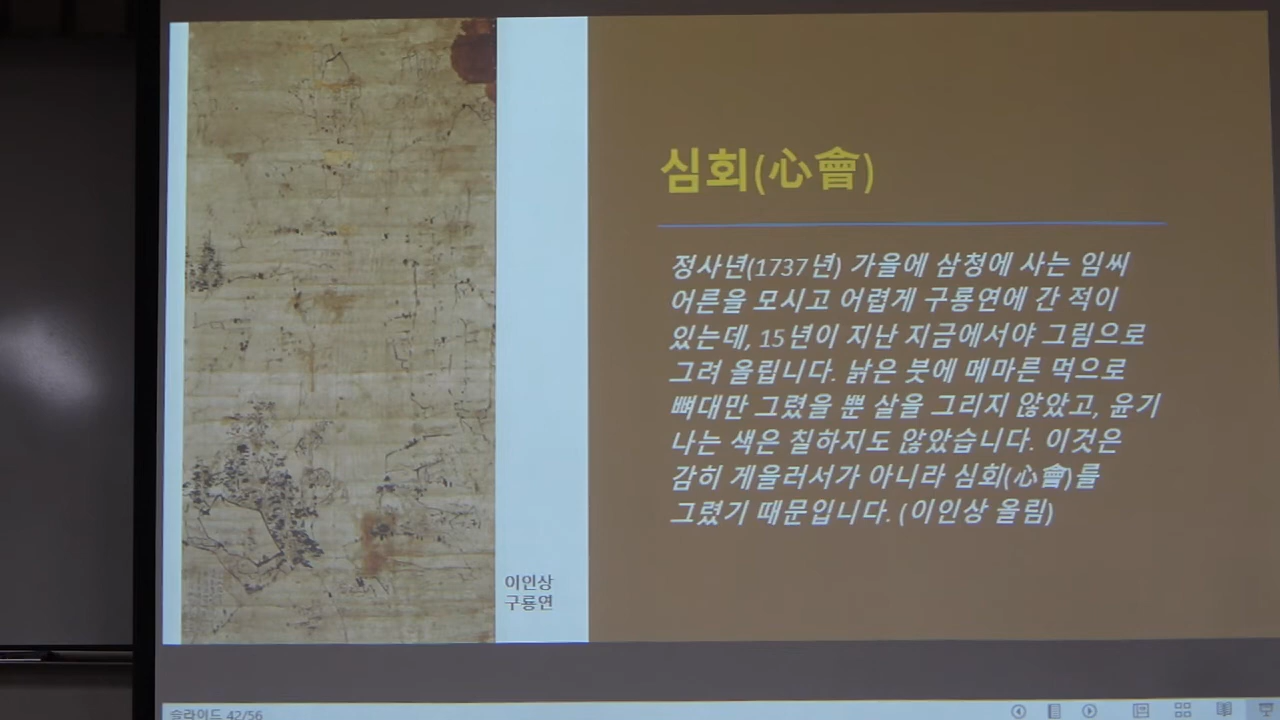 심회(心會)
정사년(1737년) 가을에 삼청에 사는 임씨
어른을 모시고 어렵게 구룡연에 간 적이
있는데, 15년이 지난 지금에서야 그림으로
그려 올립니다. 낡은 붓에 메마른 먹으로
뼈대만 그렸을 뿐 살을 그리지 않았고, 윤기
나는 색은 칠하지도 않았습니다. 이것은
감히 게을러서가 아니라 심회(心會)를
그렸기 때문입니다. (이인상 올림)
이인상
구룡연
슬라이드 42/56